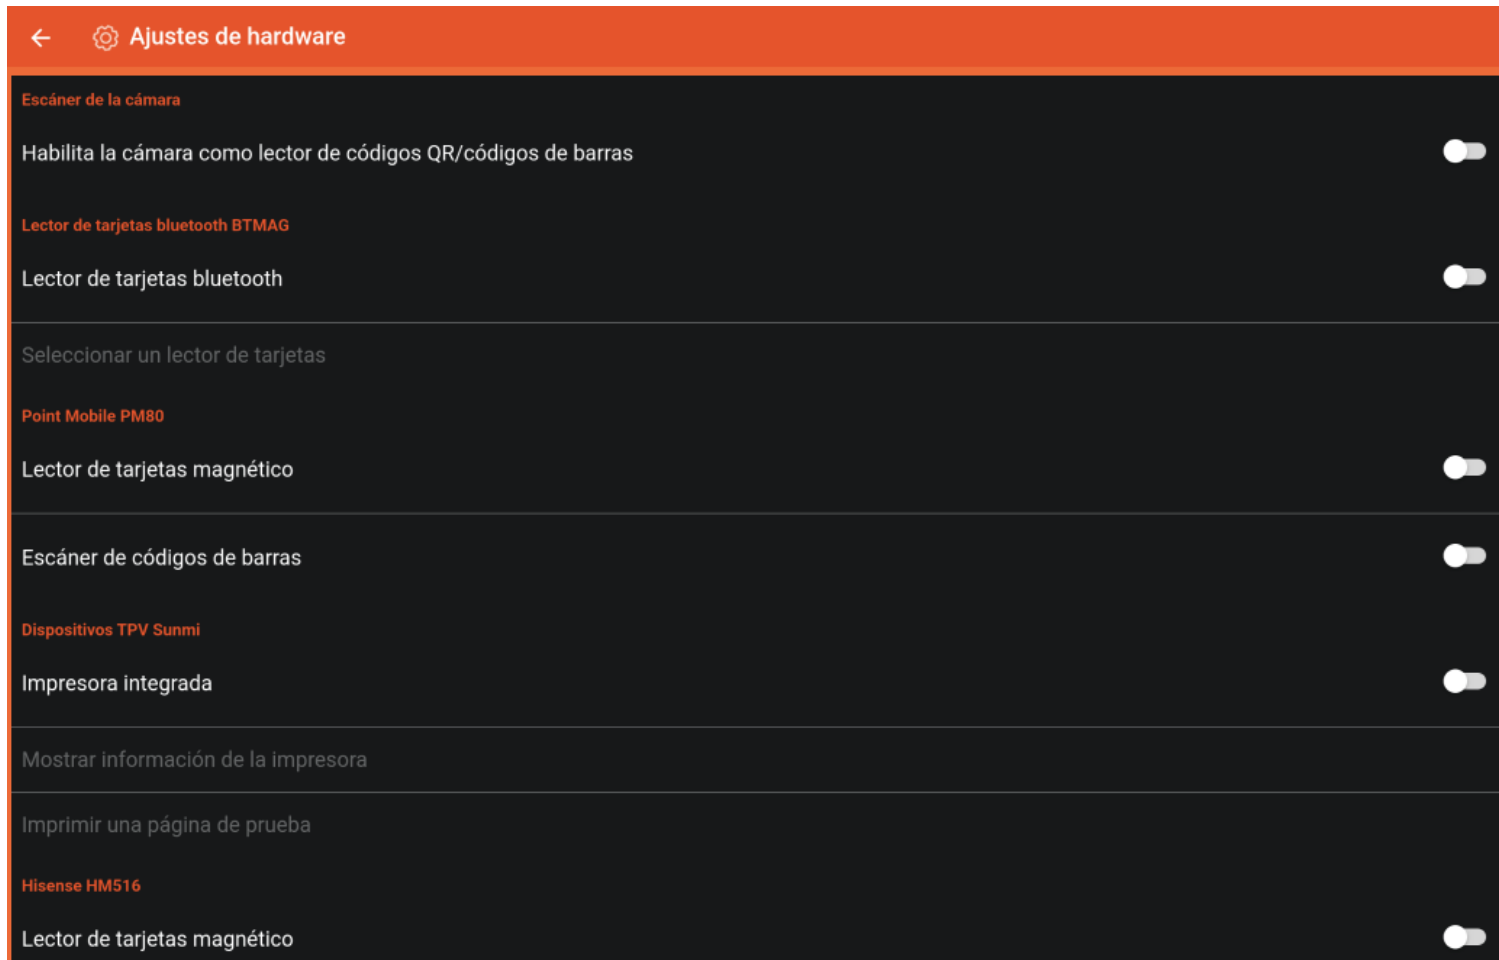 Ajustes de hardware
Escáner de la cámara
Habilita la cámara como lector de códigos QR/códigos de barras
Lector de tarjetas bluetooth BTMAG
Lector de tarjetas bluetooth
Seleccionar un lector de tarjetas
Point Mobile PM80
Lector de tarjetas magnético
Escáner de códigos de barras
Dispositivos TPV Sunmi
Impresora integrada
Mostrar información de la impresora
Imprimir una página de prueba
Hisense HM516
Lector de tarjetas magnético